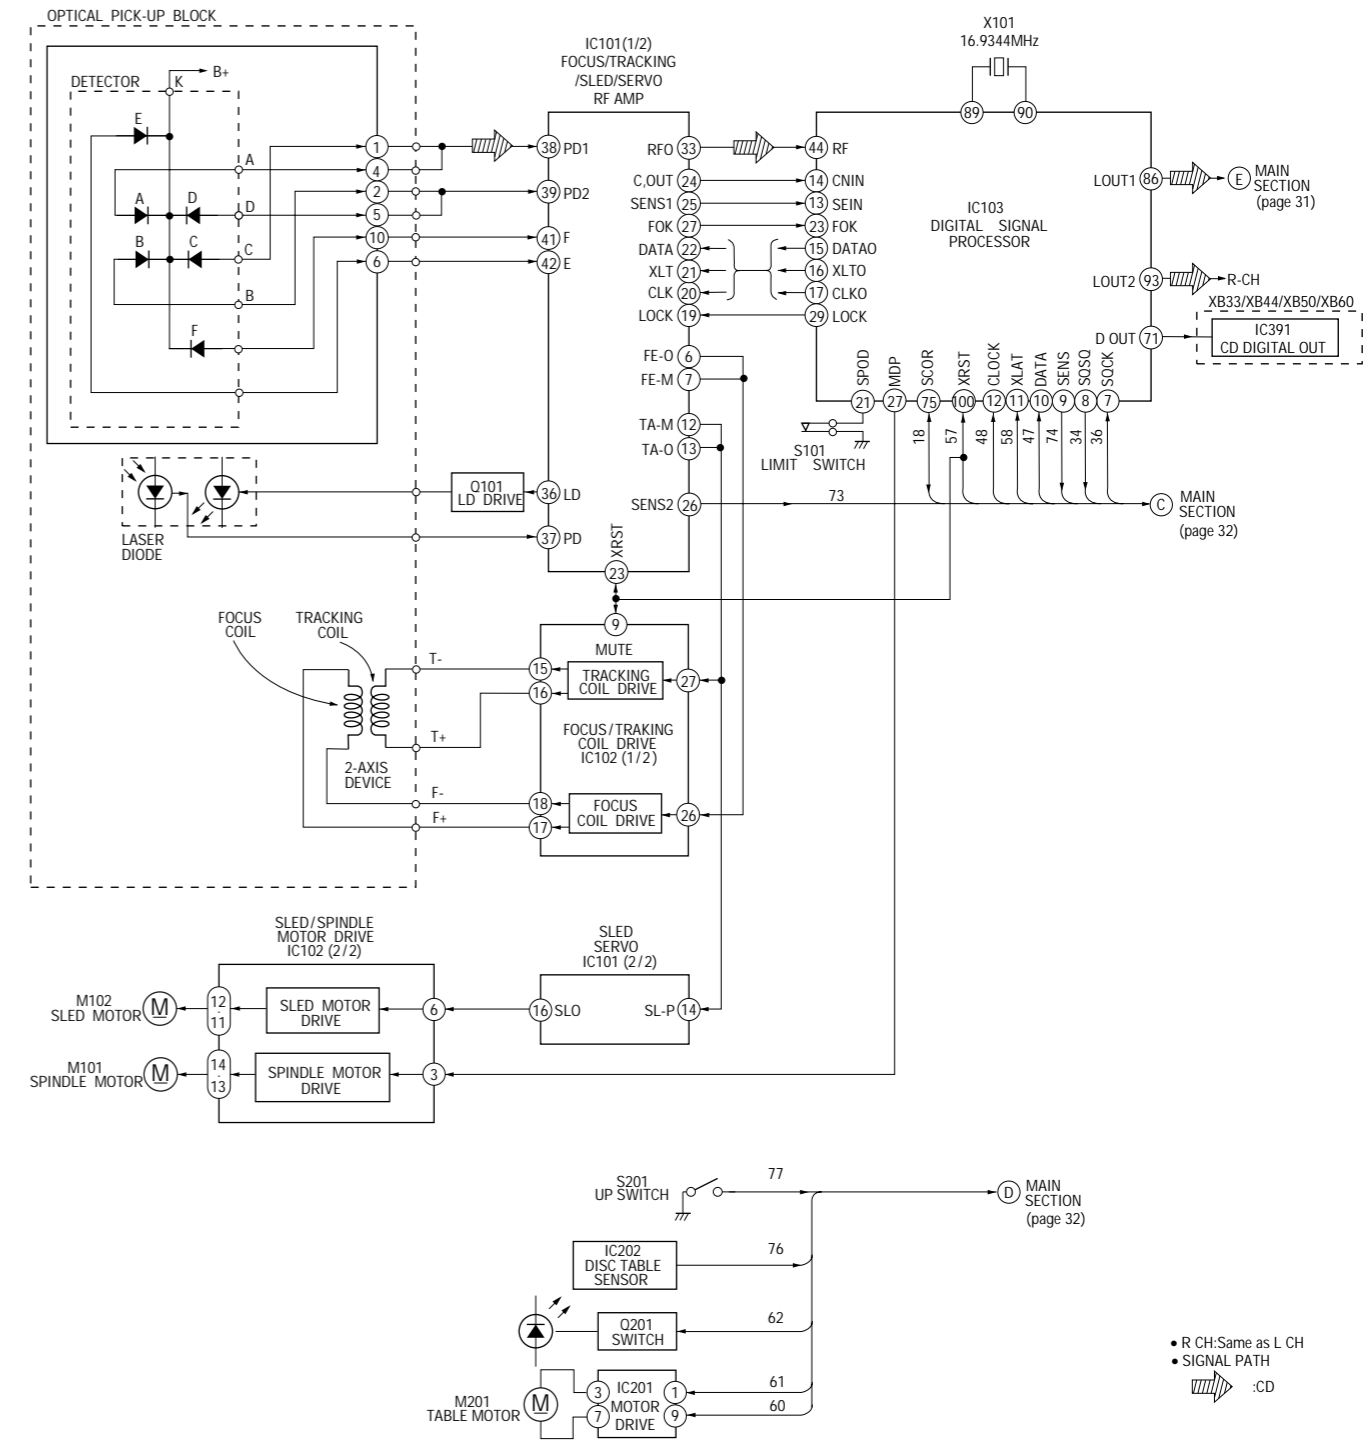 OPTICAL PICK-UP BLOCK
DETECTOR
K
B+
E
A
A
D
D
B
C
C
B
F
1
4
2
5
10
6
LASER
DIODE
Q101
LD DRIVE
FOCUS
COIL
TRACKING
COIL
2-AXIS
DEVICE
T-
T+
F-
F+
IC101(1/2)
FOCUS/TRACKING
/SLED/SERVO
RF AMP
38 PD1
39 PD2
41 F
42 E
36 LD
37 PD
RFO 33
C,OUT 24
SENS1 25
FOK 27
DATA 22
XLT 21
CLK 20
LOCK 19
FE-O 6
FE-M 7
TA-M 12
TA-O 13
SENS2 26
XRST
23
X101
16.9344MHz
89
90
44 RF
14 CNIN
13 SEIN
23 FOK
15 DATAO
16 XLTO
17 CLKO
29 LOCK
IC103
DIGITAL SIGNAL
PROCESSOR
LOUT1 86
E
MAIN
SECTION
(page 31)
LOUT2 93
R-CH
XB33/XB44/XB50/XB60
D OUT 71
IC391
CD DIGITAL OUT
SPOD
MDP
SCOR
XRST
CLOCK
XLAT
DATA
SENS
SQSQ
SQCK
21
27
75
100
12
11
10
9
8
7
S101
LIMIT SWITCH
18
57
48
58
47
74
34
36
73
C
MAIN
SECTION
(page 32)
9
MUTE
15
16
TRACKING
COIL DRIVE
27
FOCUS/TRAKING
COIL DRIVE
IC102 (1/2)
18
17
FOCUS
COIL DRIVE
26
SLED/SPINDLE
MOTOR DRIVE
IC102 (2/2)
M102
SLED MOTOR
M
12
·
11
SLED MOTOR
DRIVE
6
M101
SPINDLE MOTOR
M
14
·
13
SPINDLE MOTOR
DRIVE
3
SLED
SERVO
IC101 (2/2)
16 SLO
SL-P 14
S201
UP SWITCH
77
D
MAIN
SECTION
(page 32)
IC202
DISC TABLE
SENSOR
76
Q201
SWITCH
62
M201
TABLE MOTOR
M
3
7
IC201
MOTOR
DRIVE
1
9
61
60
• R CH:Same as L CH
• SIGNAL PATH
:CD